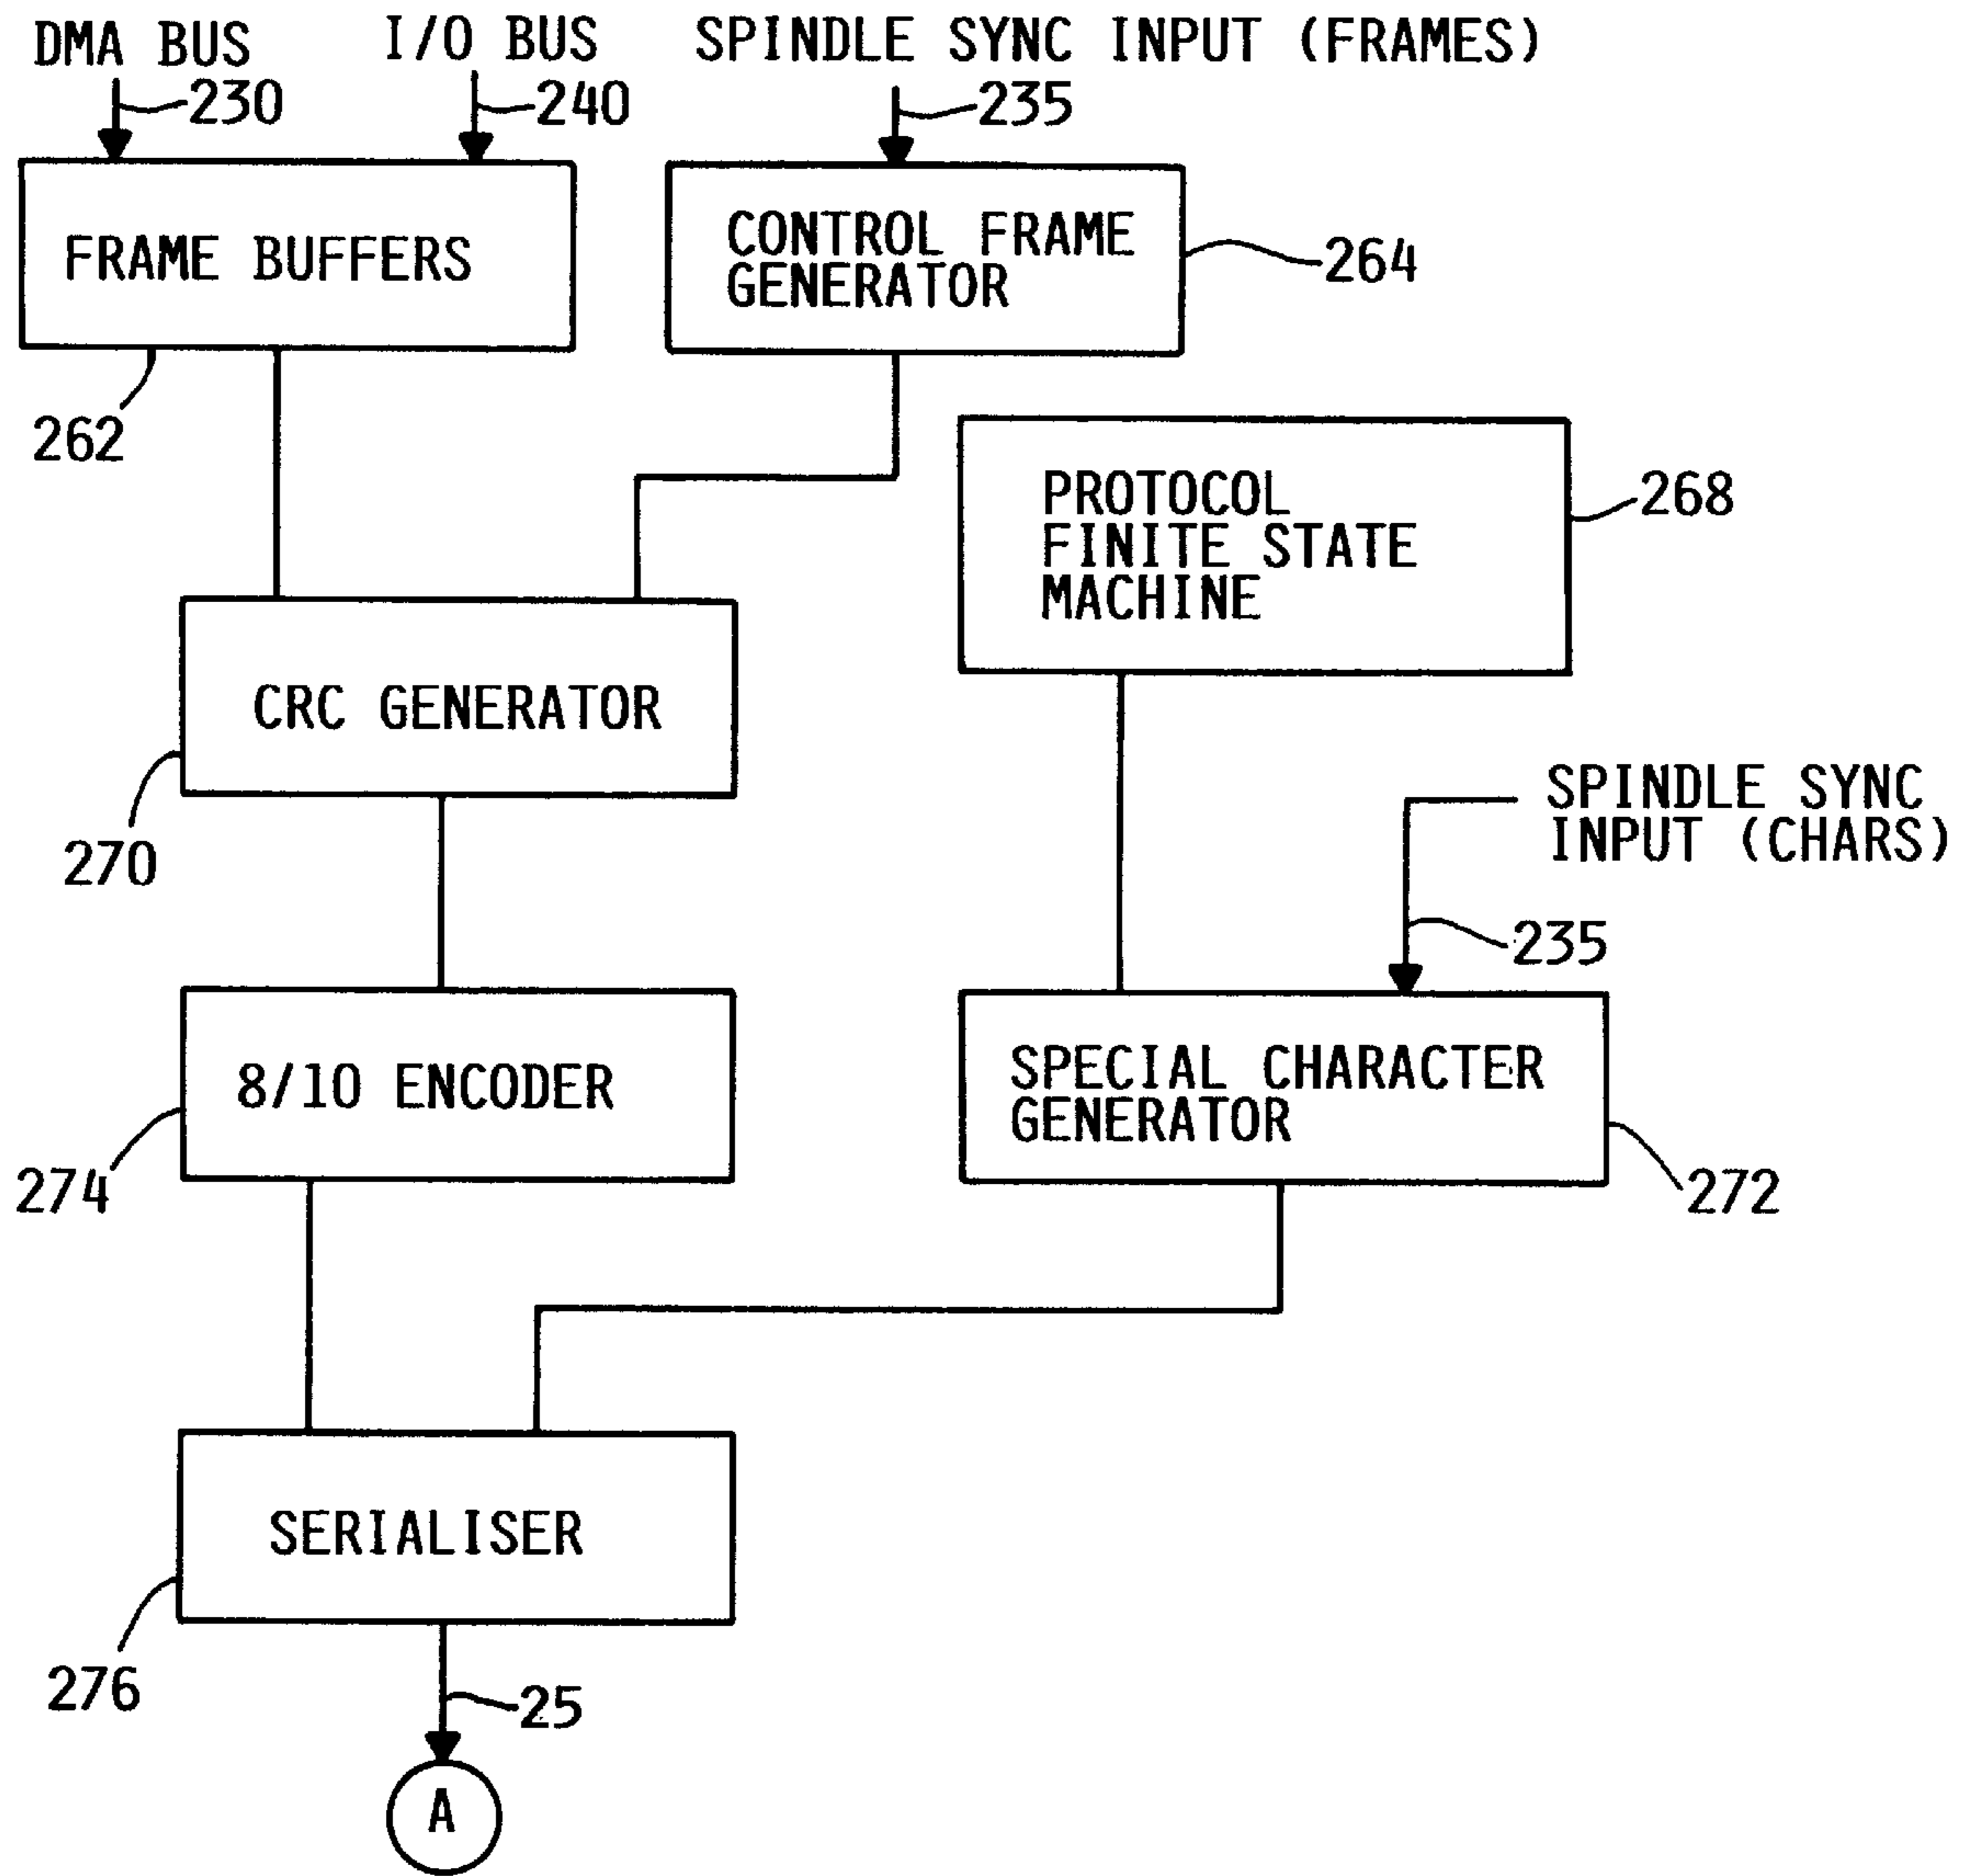 DMA BUS
I/O BUS
SPINDLE SYNC INPUT (FRAMES)
230
240
235
FRAME BUFFERS
CONTROL FRAME
GENERATOR
264
262
PROTOCOL
FINITE STATE
MACHINE
268
CRC GENERATOR
270
SPINDLE SYNC
INPUT (CHARS)
235
8/10 ENCODER
274
SPECIAL CHARACTER
GENERATOR
272
SERIALISER
276
25
A